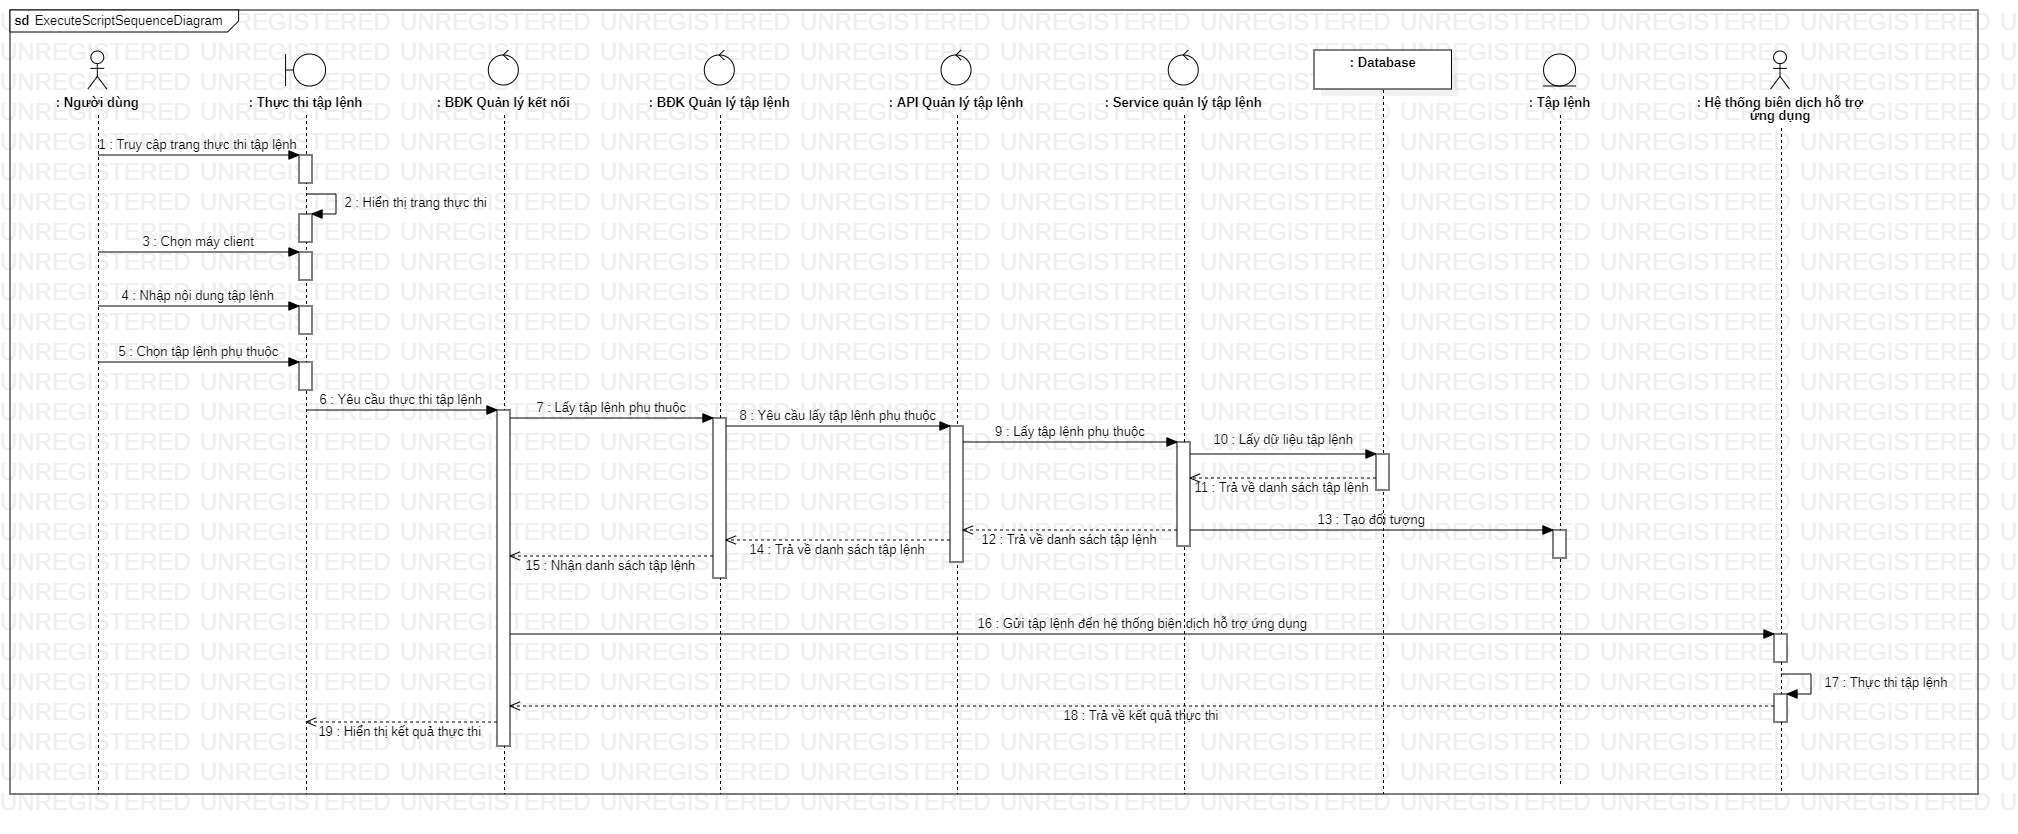 sd ExecuteScriptSequenceDiagram
: Người dùng
: Thực thi tập lệnh
: BĐK Quản lý kết nối
: BĐK Quản lý tập lệnh
: API Quản lý tập lệnh
: Service quản lý tập lệnh
: Database
: Tập lệnh
: Hệ thống biên dịch hỗ trợ
ứng dụng
1 : Truy cập trang thực thi tập lệnh
2 : Hiển thị trang thực thi
3 : Chọn máy client
4 : Nhập nội dung tập lệnh
5 : Chọn tập lệnh phụ thuộc
6 : Yêu cầu thực thi tập lệnh
7 : Lấy tập lệnh phụ thuộc
8 : Yêu cầu lấy tập lệnh phụ thuộc
9 : Lấy tập lệnh phụ thuộc
10 : Lấy dữ liệu tập lệnh
11 : Trả về danh sách tập lệnh
12 : Trả về danh sách tập lệnh
13 : Tạo đối tượng
14 : Trả về danh sách tập lệnh
15 : Nhận danh sách tập lệnh
16 : Gửi tập lệnh đến hệ thống biên dịch hỗ trợ ứng dụng
17 : Thực thi tập lệnh
18 : Trả về kết quả thực thi
19 : Hiển thị kết quả thực thi
UNREGISTERED